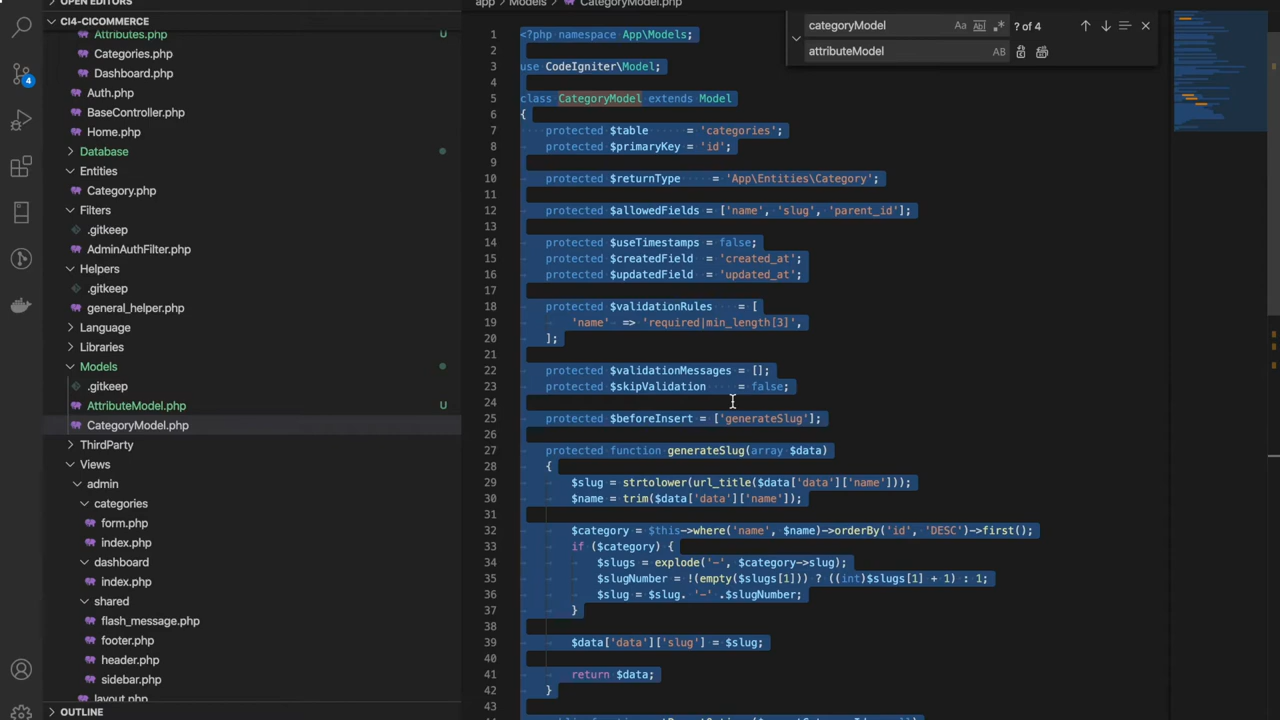 OPEN EDITORS
CI4-CICOMMERCE
Attributes.php U
Categories.php
Dashboard.php
Auth.php
BaseController.php
Home.php
Database
Entities
Category.php
Filters
.gitkeep
AdminAuthFilter.php
Helpers
.gitkeep
general_helper.php
Language
Libraries
Models
.gitkeep
AttributeModel.php U
CategoryModel.php
ThirdParty
Views
admin
categories
form.php
index.php
dashboard
index.php
shared
flash_message.php
footer.php
header.php
sidebar.php
layout.php
OUTLINE
4
app > Models > CategoryModel.php
categoryModel Aa Ab| .* ? of 4
attributeModel AB
1 <?php namespace App\Models;
2
3 use CodeIgniter\Model;
4
5 class CategoryModel extends Model
6 {
7 protected $table = 'categories';
8 protected $primaryKey = 'id';
9
10 protected $returnType = 'App\Entities\Category';
11
12 protected $allowedFields = ['name', 'slug', 'parent_id'];
13
14 protected $useTimestamps = false;
15 protected $createdField = 'created_at';
16 protected $updatedField = 'updated_at';
17
18 protected $validationRules = [
19 'name' => 'required|min_length[3]',
20 ];
21
22 protected $validationMessages = [];
23 protected $skipValidation = false;
24
25 protected $beforeInsert = ['generateSlug'];
26
27 protected function generateSlug(array $data)
28 {
29 $slug = strtolower(url_title($data['data']['name']));
30 $name = trim($data['data']['name']);
31
32 $category = $this->where('name', $name)->orderBy('id', 'DESC')->first();
33 if ($category) {
34 $slugs = explode('-', $category->slug);
35 $slugNumber = !(empty($slugs[1])) ? ((int)$slugs[1] + 1) : 1;
36 $slug = $slug. '-' .$slugNumber;
37 }
38
39 $data['data']['slug'] = $slug;
40
41 return $data;
42 }
43